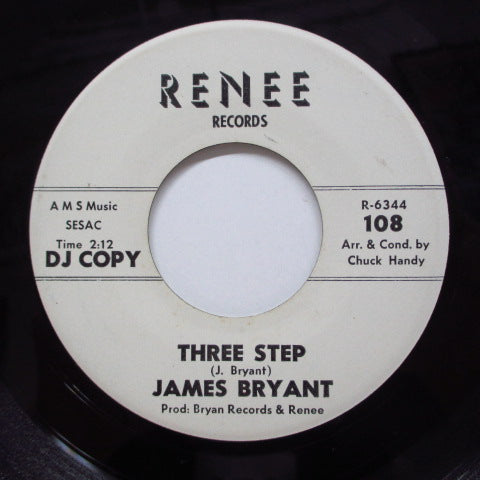 RENEE
RECORDS
A M S Music
SESAC
Time 2:12
DJ COPY
R-6344
108
Arr. & Cond. by
Chuck Handy
THREE STEP
(J. Bryant)
JAMES BRYANT
Prod: Bryan Records & Renee